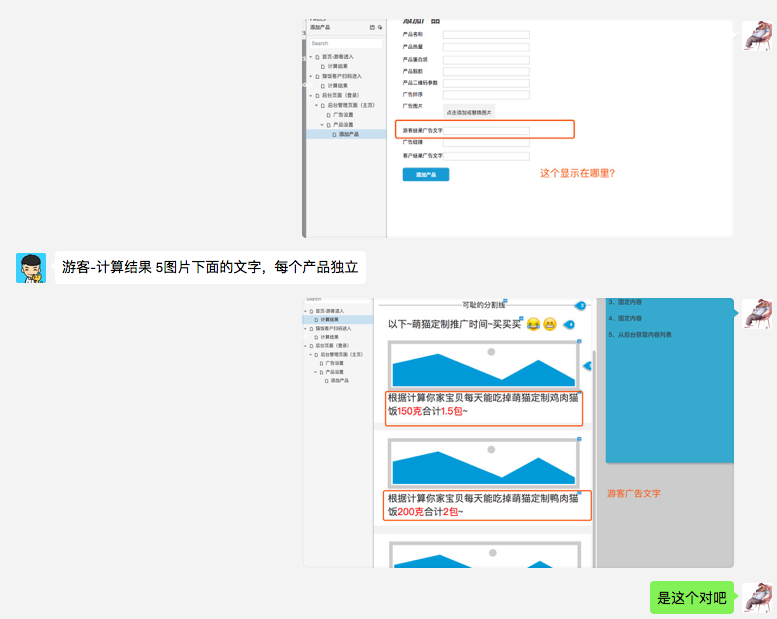 添加产品
添加产品
Search
首页-游客进入
计算结果
猫饭客户扫码进入
计算结果
后台页面（登录）
后台管理页面（主页）
广告设置
产品设置
添加产品
产品名称
产品热量
产品蛋白质
产品脂肪
产品二维码参数
广告排序
广告图片
点击添加或替换图片
游客结果广告文字
广告链接
客户结果广告文字
添加产品
这个显示在哪里？
游客-计算结果 5图片下面的文字，每个产品独立
Search
首页-游客进入
计算结果
猫饭客户扫码进入
计算结果
后台页面（登录）
后台管理页面（主页）
广告设置
产品设置
添加产品
可耻的分割线
以下~萌猫定制推广时间~买买买
根据计算你家宝贝每天能吃掉萌猫定制鸡肉猫
饭150克合计1.5包~
根据计算你家宝贝每天能吃掉萌猫定制鸭肉猫
饭200克合计2包~
3、固定内容
4、固定内容
5、从后台获取内容列表
游客广告文字
是这个对吧